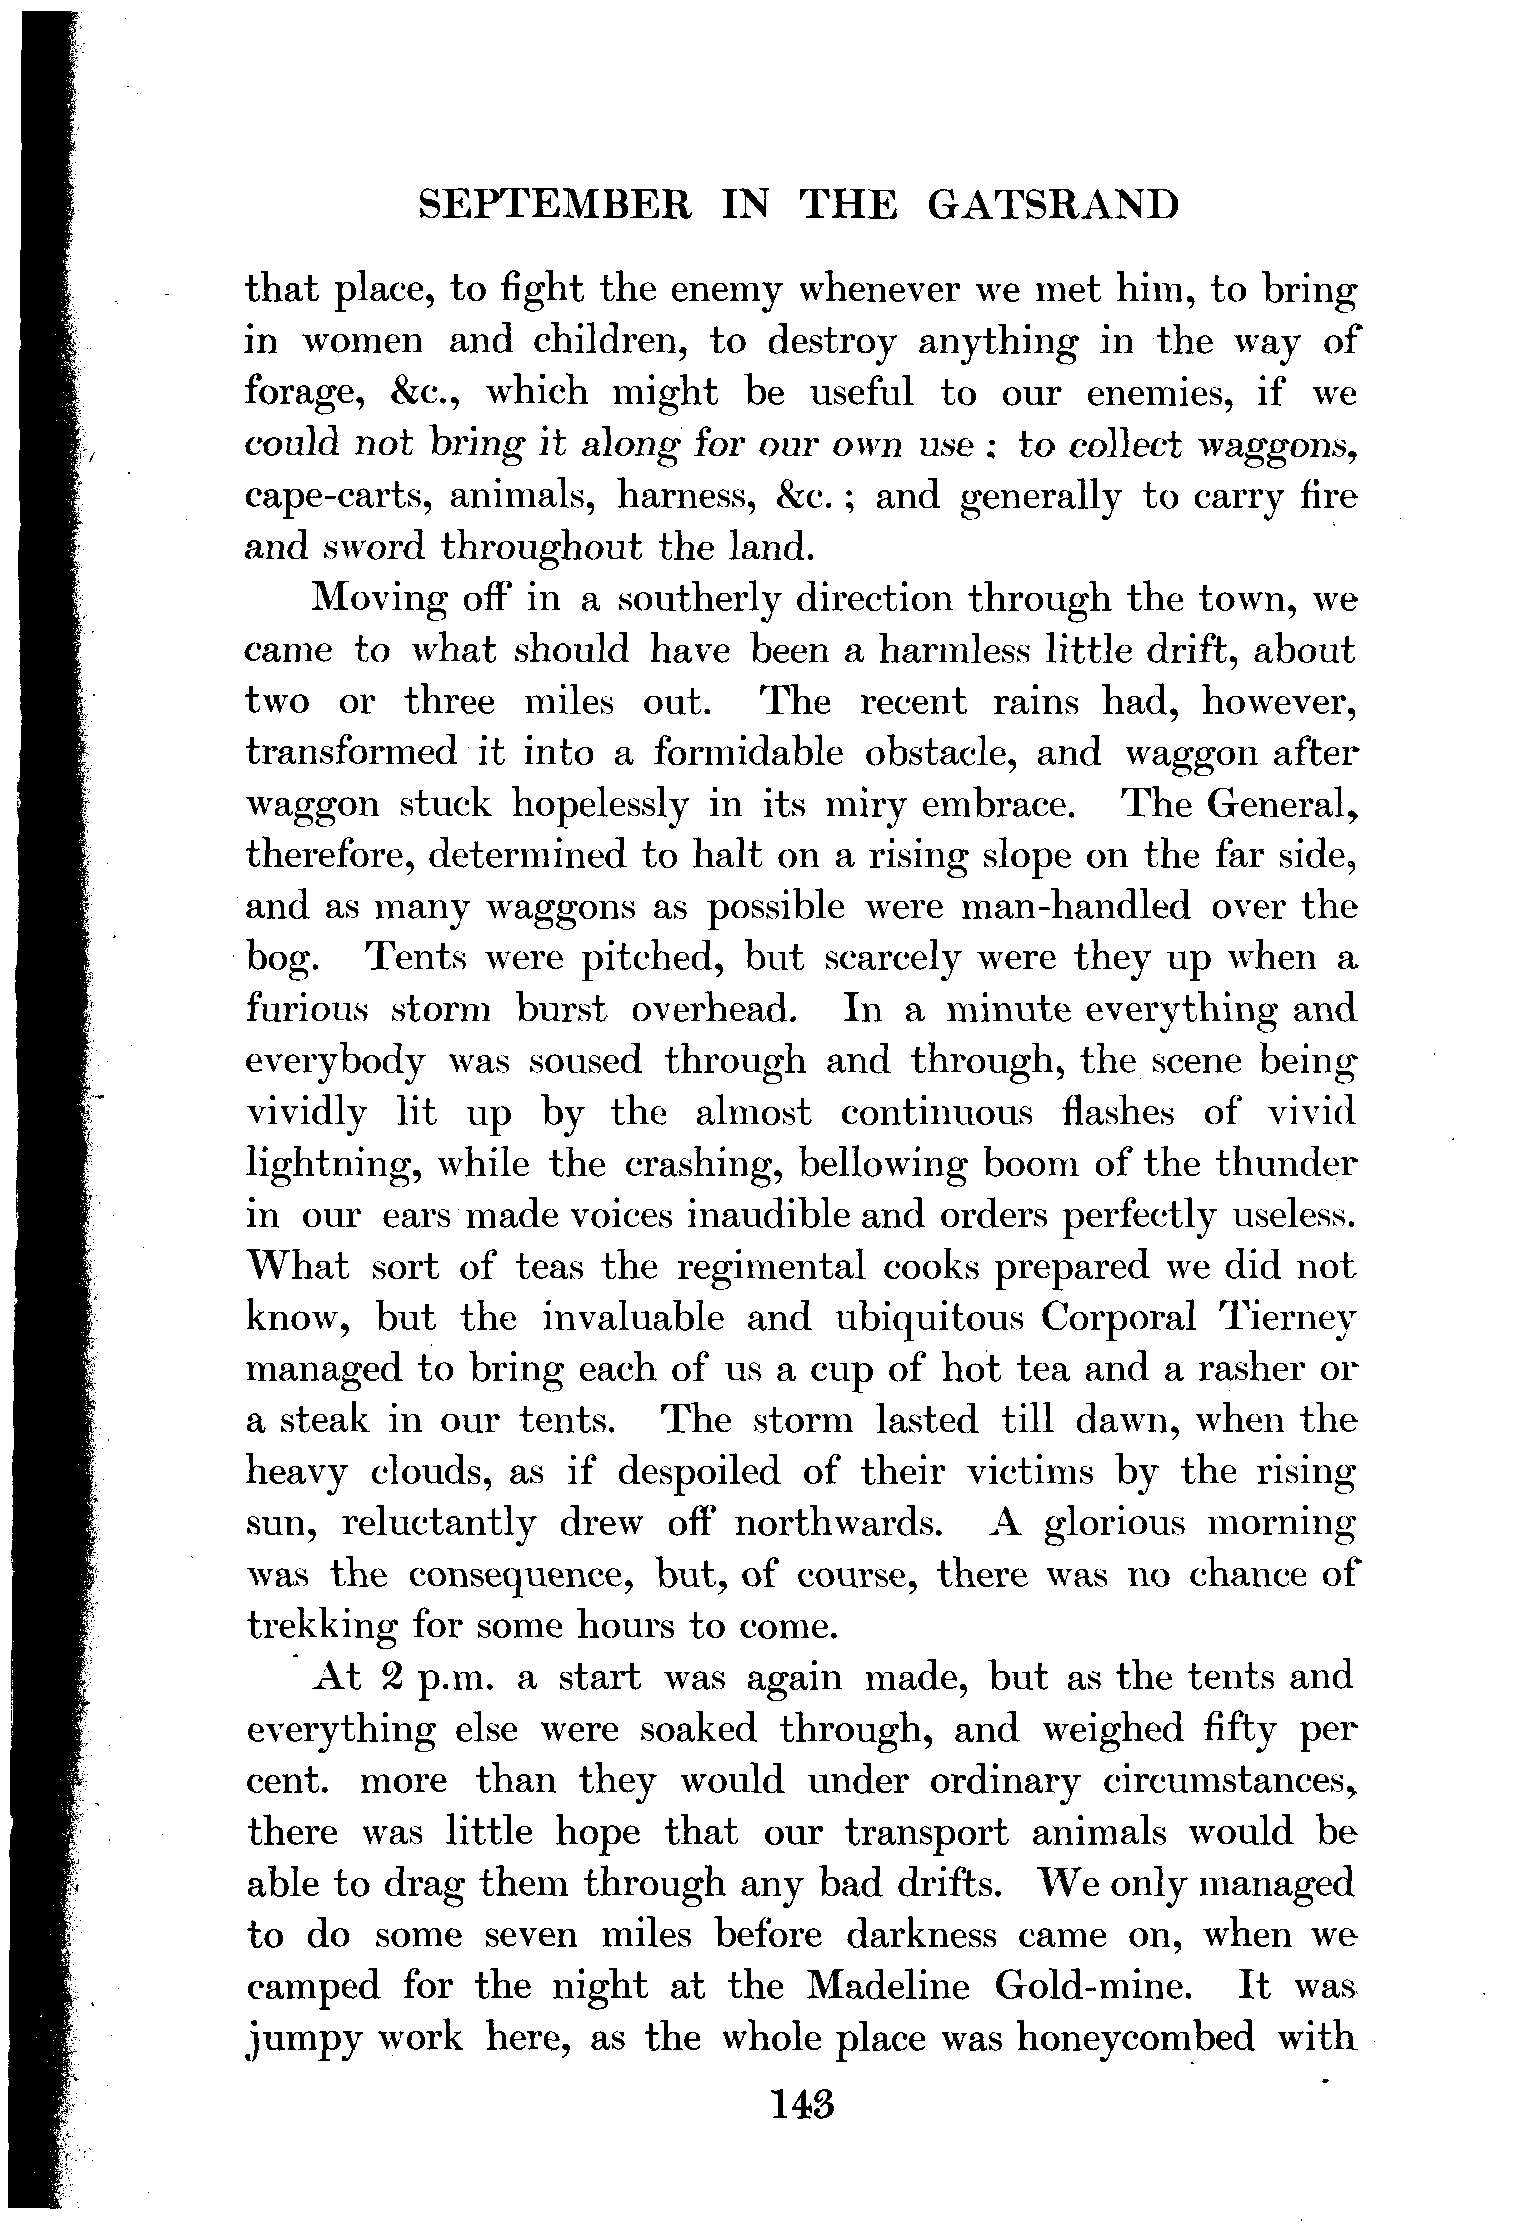 SEPTEMBER IN THE GATSRAND
that place, to fight the enemy whenever we met him, to bring
in women and children, to destroy anything in the way of
forage, &c., which might be useful to our enemies, if we
could not bring it along for our own use ; to collect waggons,
cape-carts, animals, harness, &c. ; and generally to carry fire
and sword throughout the land.
Moving off in a southerly direction through the town, we
came to what should have been a harmless little drift, about
two or three miles out. The recent rains had, however,
transformed it into a formidable obstacle, and waggon after
waggon stuck hopelessly in its miry embrace. The General,
therefore, determined to halt on a rising slope on the far side,
and as many waggons as possible were man-handled over the
bog. Tents were pitched, but scarcely were they up when a
furious storm burst overhead. In a minute everything and
everybody was soused through and through, the scene being
vividly lit up by the almost continuous flashes of vivid
lightning, while the crashing, bellowing boom of the thunder
in our ears made voices inaudible and orders perfectly useless.
What sort of teas the regimental cooks prepared we did not
know, but the invaluable and ubiquitous Corporal Tierney
managed to bring each of us a cup of hot tea and a rasher or
a steak in our tents. The storm lasted till dawn, when the
heavy clouds, as if despoiled of their victims by the rising
sun, reluctantly drew off northwards. A glorious morning
was the consequence, but, of course, there was no chance of
trekking for some hours to come.
At 2 p.m. a start was again made, but as the tents and
everything else were soaked through, and weighed fifty per
cent. more than they would under ordinary circumstances,
there was little hope that our transport animals would be
able to drag them through any bad drifts. We only managed
to do some seven miles before darkness came on, when we
camped for the night at the Madeline Gold-mine. It was
jumpy work here, as the whole place was honeycombed with
143